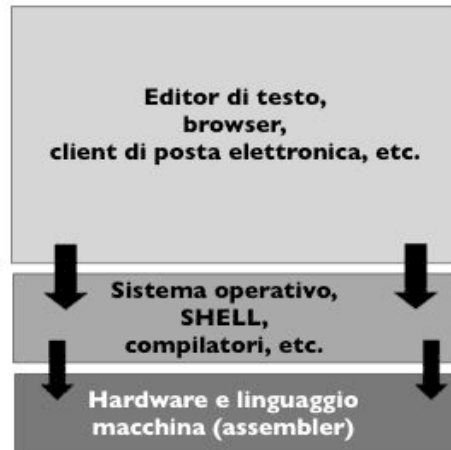 Editor di testo,
browser,
client di posta elettronica, etc.
Sistema operativo,
SHELL,
compilatori, etc.
Hardware e linguaggio
macchina (assembler)